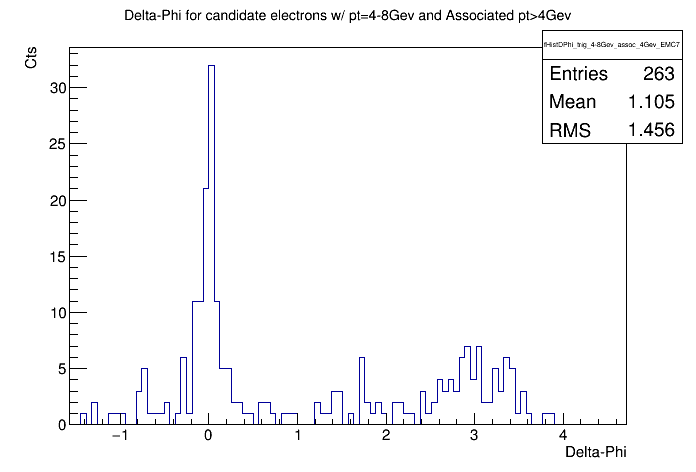 Delta-Phi for candidate electrons w/ pt=4-8Gev and Associated pt>4Gev
fHistDPhi_trig_4-8Gev_assoc_4Gev_EMC7
Entries 263
Mean 1.105
RMS 1.456
Cts
30
25
20
15
10
5
0
−1 0 1 2 3 4
Delta-Phi